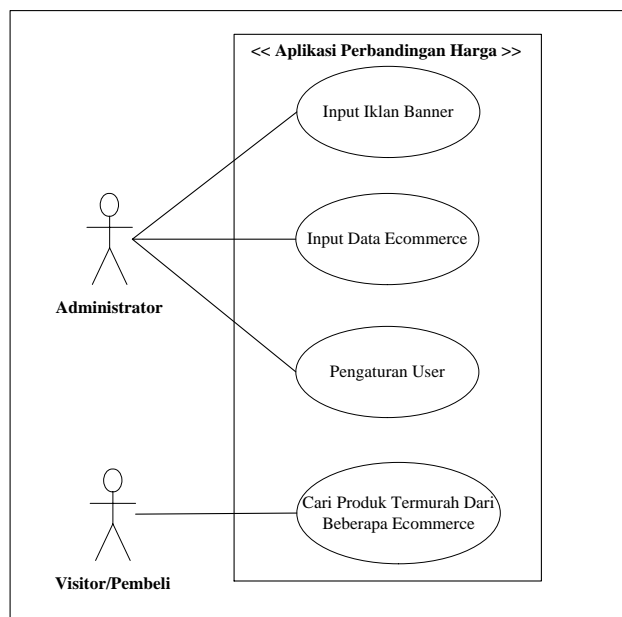 << Aplikasi Perbandingan Harga >>
Input Iklan Banner
Input Data Ecommerce
Administrator
Pengaturan User
Cari Produk Termurah Dari
Beberapa Ecommerce
Visitor/Pembeli